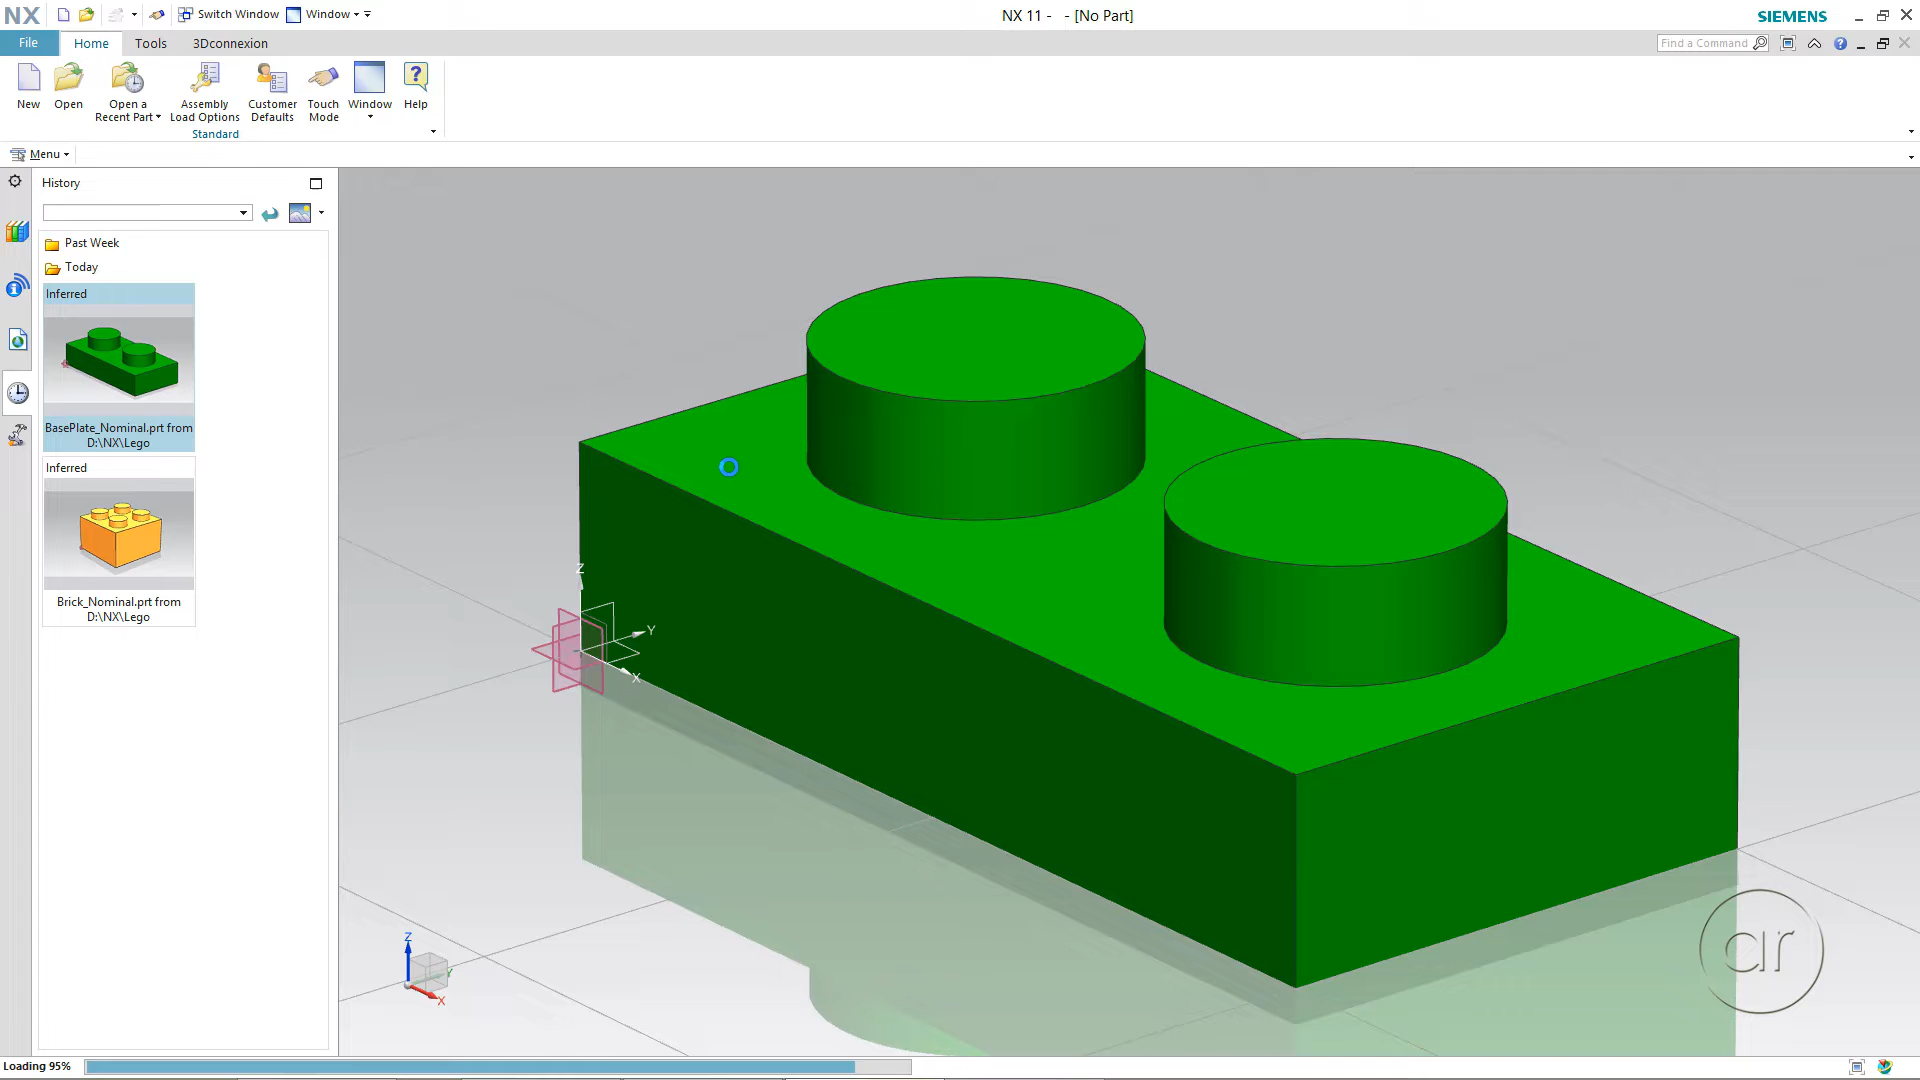 NX
Switch Window
Window
NX 11 - - [No Part]
SIEMENS
File
Home
Tools
3Dconnexion
Find a Command
New
Open
Open a
Recent Part
Assembly
Load Options
Customer
Defaults
Touch
Mode
Window
Help
Standard
Menu
History
Past Week
Today
Inferred
BasePlate_Nominal.prt from
D:\NX\Lego
Inferred
Brick_Nominal.prt from
D:\NX\Lego
Z
Y
X
Z
Y
X
ar
Loading 95%